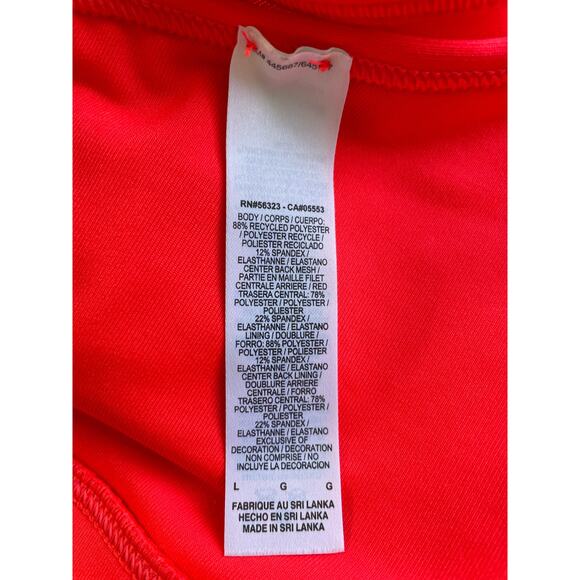 RN#56323 - CA#05553
BODY / CORPS / CUERPO:
88% RECYCLED POLYESTER
/ POLYESTER RECYCLE /
POLIESTER RECICLADO
12% SPANDEX /
ELASTHANNE / ELASTANO
CENTER BACK MESH /
PARTIE EN MAILLE FILET
CENTRALE ARRIERE / RED
TRASERA CENTRAL: 78%
POLYESTER / POLYESTER /
POLIESTER
22% SPANDEX /
ELASTHANNE / ELASTANO
LINING / DOUBLURE /
FORRO: 88% POLYESTER /
POLYESTER / POLIESTER
12% SPANDEX /
ELASTHANNE / ELASTANO
CENTER BACK LINING /
DOUBLURE ARRIERE
CENTRALE / FORRO
TRASERO CENTRAL: 78%
POLYESTER / POLYESTER /
POLIESTER
22% SPANDEX /
ELASTHANNE / ELASTANO
EXCLUSIVE OF
DECORATION / DECORATION
NON COMPRISE / NO
INCLUYE LA DECORACION
L G G
FABRIQUE AU SRI LANKA
HECHO EN SRI LANKA
MADE IN SRI LANKA